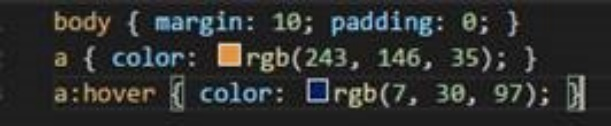 body { margin: 10; padding: 0; }
a { color: rgb(243, 146, 35); }
a:hover { color: rgb(7, 30, 97); }